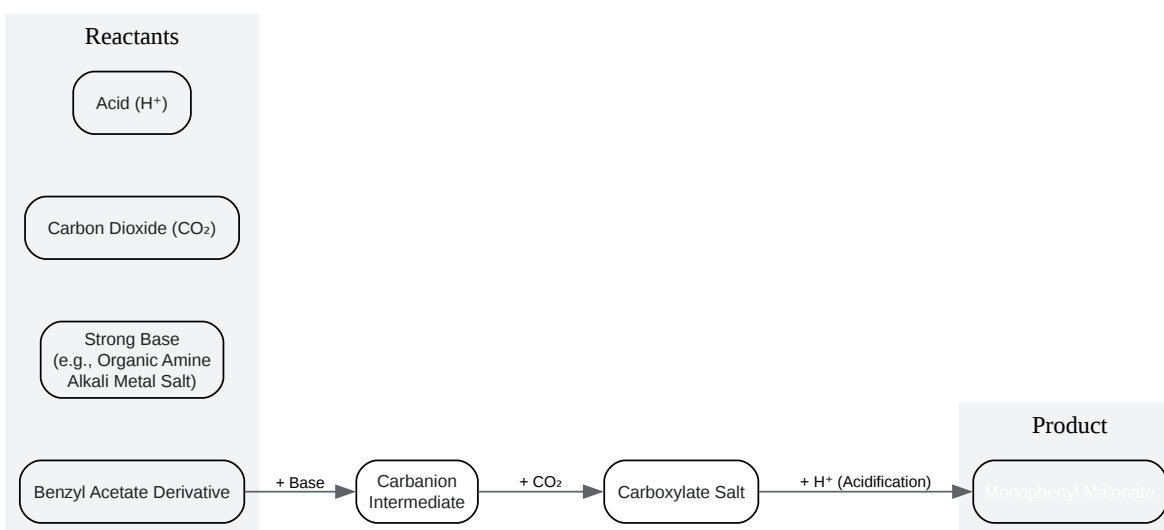 Reactants
Acid (H⁺)
Carbon Dioxide (CO₂)
Strong Base
(e.g., Organic Amine
Alkali Metal Salt)
Benzyl Acetate Derivative
+ Base
Carbanion
Intermediate
+ CO₂
Carboxylate Salt
+ H⁺ (Acidification)
Product
Monophenyl Malonate